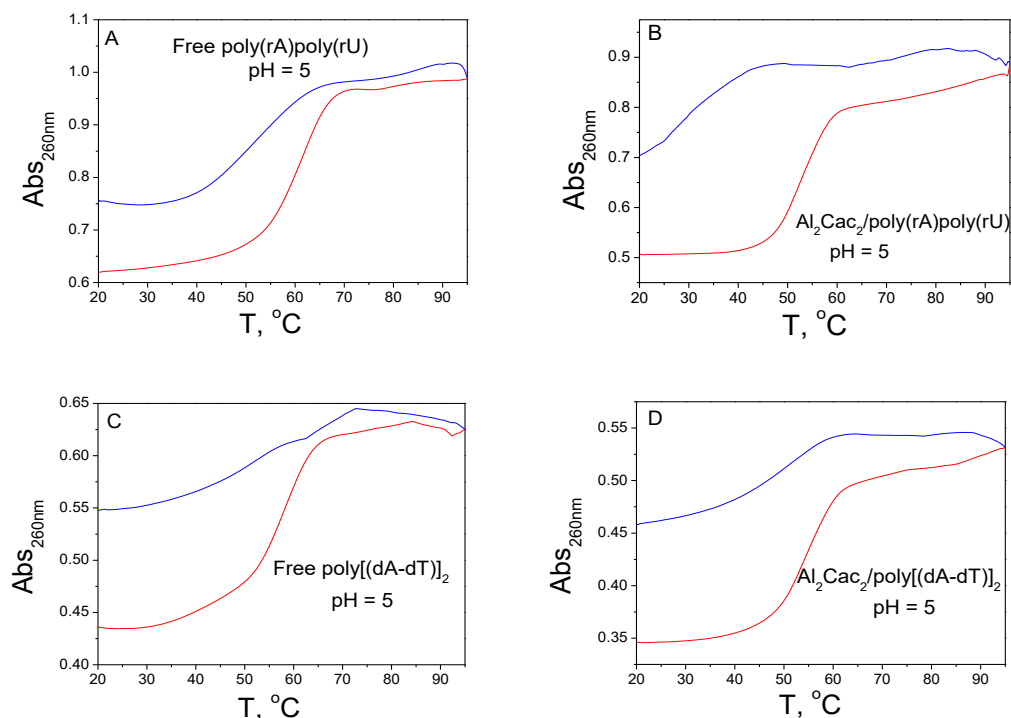 A
Free poly(rA)poly(rU)
pH = 5
Abs260nm
1.1
1.0
0.9
0.8
0.7
0.6
20 30 40 50 60 70 80 90
T, °C
B
Al2Cac2/poly(rA)poly(rU)
pH = 5
Abs260nm
0.9
0.8
0.7
0.6
0.5
20 30 40 50 60 70 80 90
T, °C
C
Free poly[(dA-dT)]2
pH = 5
Abs260nm
0.65
0.60
0.55
0.50
0.45
0.40
20 30 40 50 60 70 80 90
T, °C
D
Al2Cac2/poly[(dA-dT)]2
pH = 5
Abs260nm
0.55
0.45
0.35
20 30 40 50 60 70 80 90
T, °C